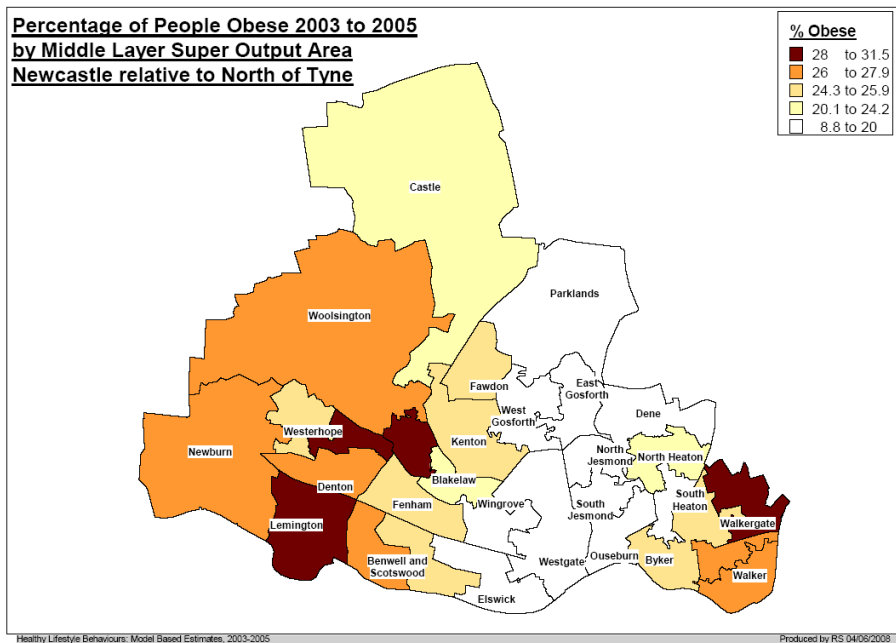 Percentage of People Obese 2003 to 2005
by Middle Layer Super Output Area
Newcastle relative to North of Tyne
% Obese
28 to 31.5
26 to 27.9
24.3 to 25.9
20.1 to 24.2
8.8 to 20
Castle
Parklands
Woolsington
Fawdon
East
Gosforth
West
Gosforth
Dene
Westerhope
Kenton
Newburn
North
Jesmond
North Heaton
Blakelaw
Denton
Fenham
Wingrove
South
Jesmond
South
Heaton
Lemington
Walkergate
Benwell and
Scotswood
Westgate
Ouseburn
Byker
Walker
Elswick
Healthy Lifestyle Behaviours: Model Based Estimates, 2003-2005
Produced by RS 04/06/2008